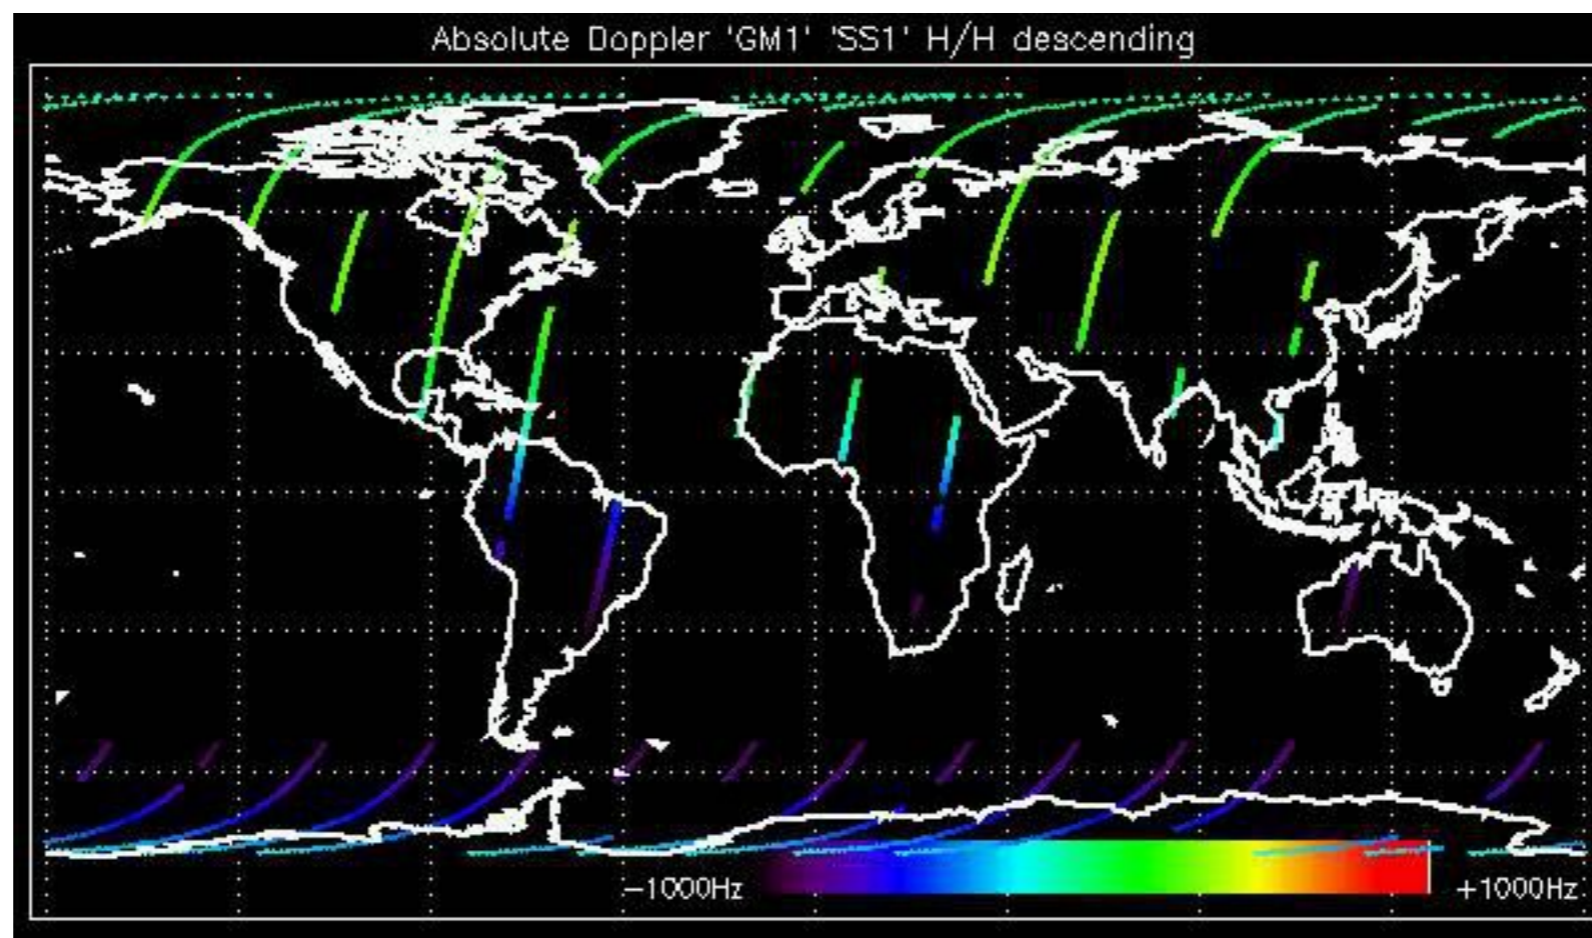 Absolute Doppler 'GM1' 'SS1' H/H descending
−1000Hz
+1000Hz